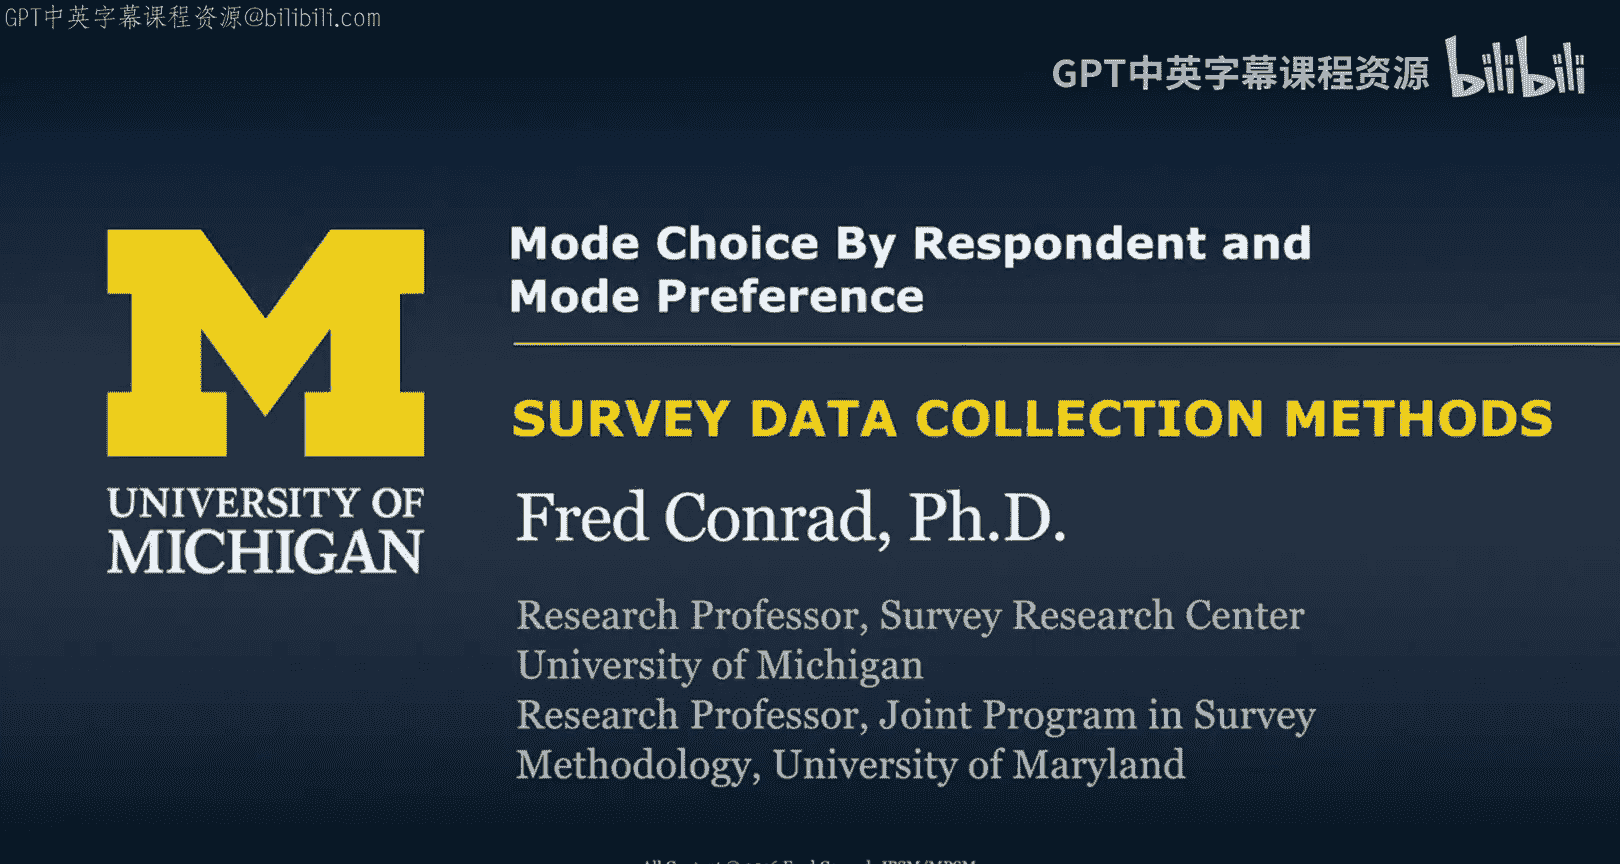 GPT中英字幕课程资源@bilibili.com
GPT中英字幕课程资源 bilibili
Mode Choice By Respondent and
Mode Preference
SURVEY DATA COLLECTION METHODS
Fred Conrad, Ph.D.
UNIVERSITY OF
MICHIGAN
Research Professor, Survey Research Center
University of Michigan
Research Professor, Joint Program in Survey
Methodology, University of Maryland